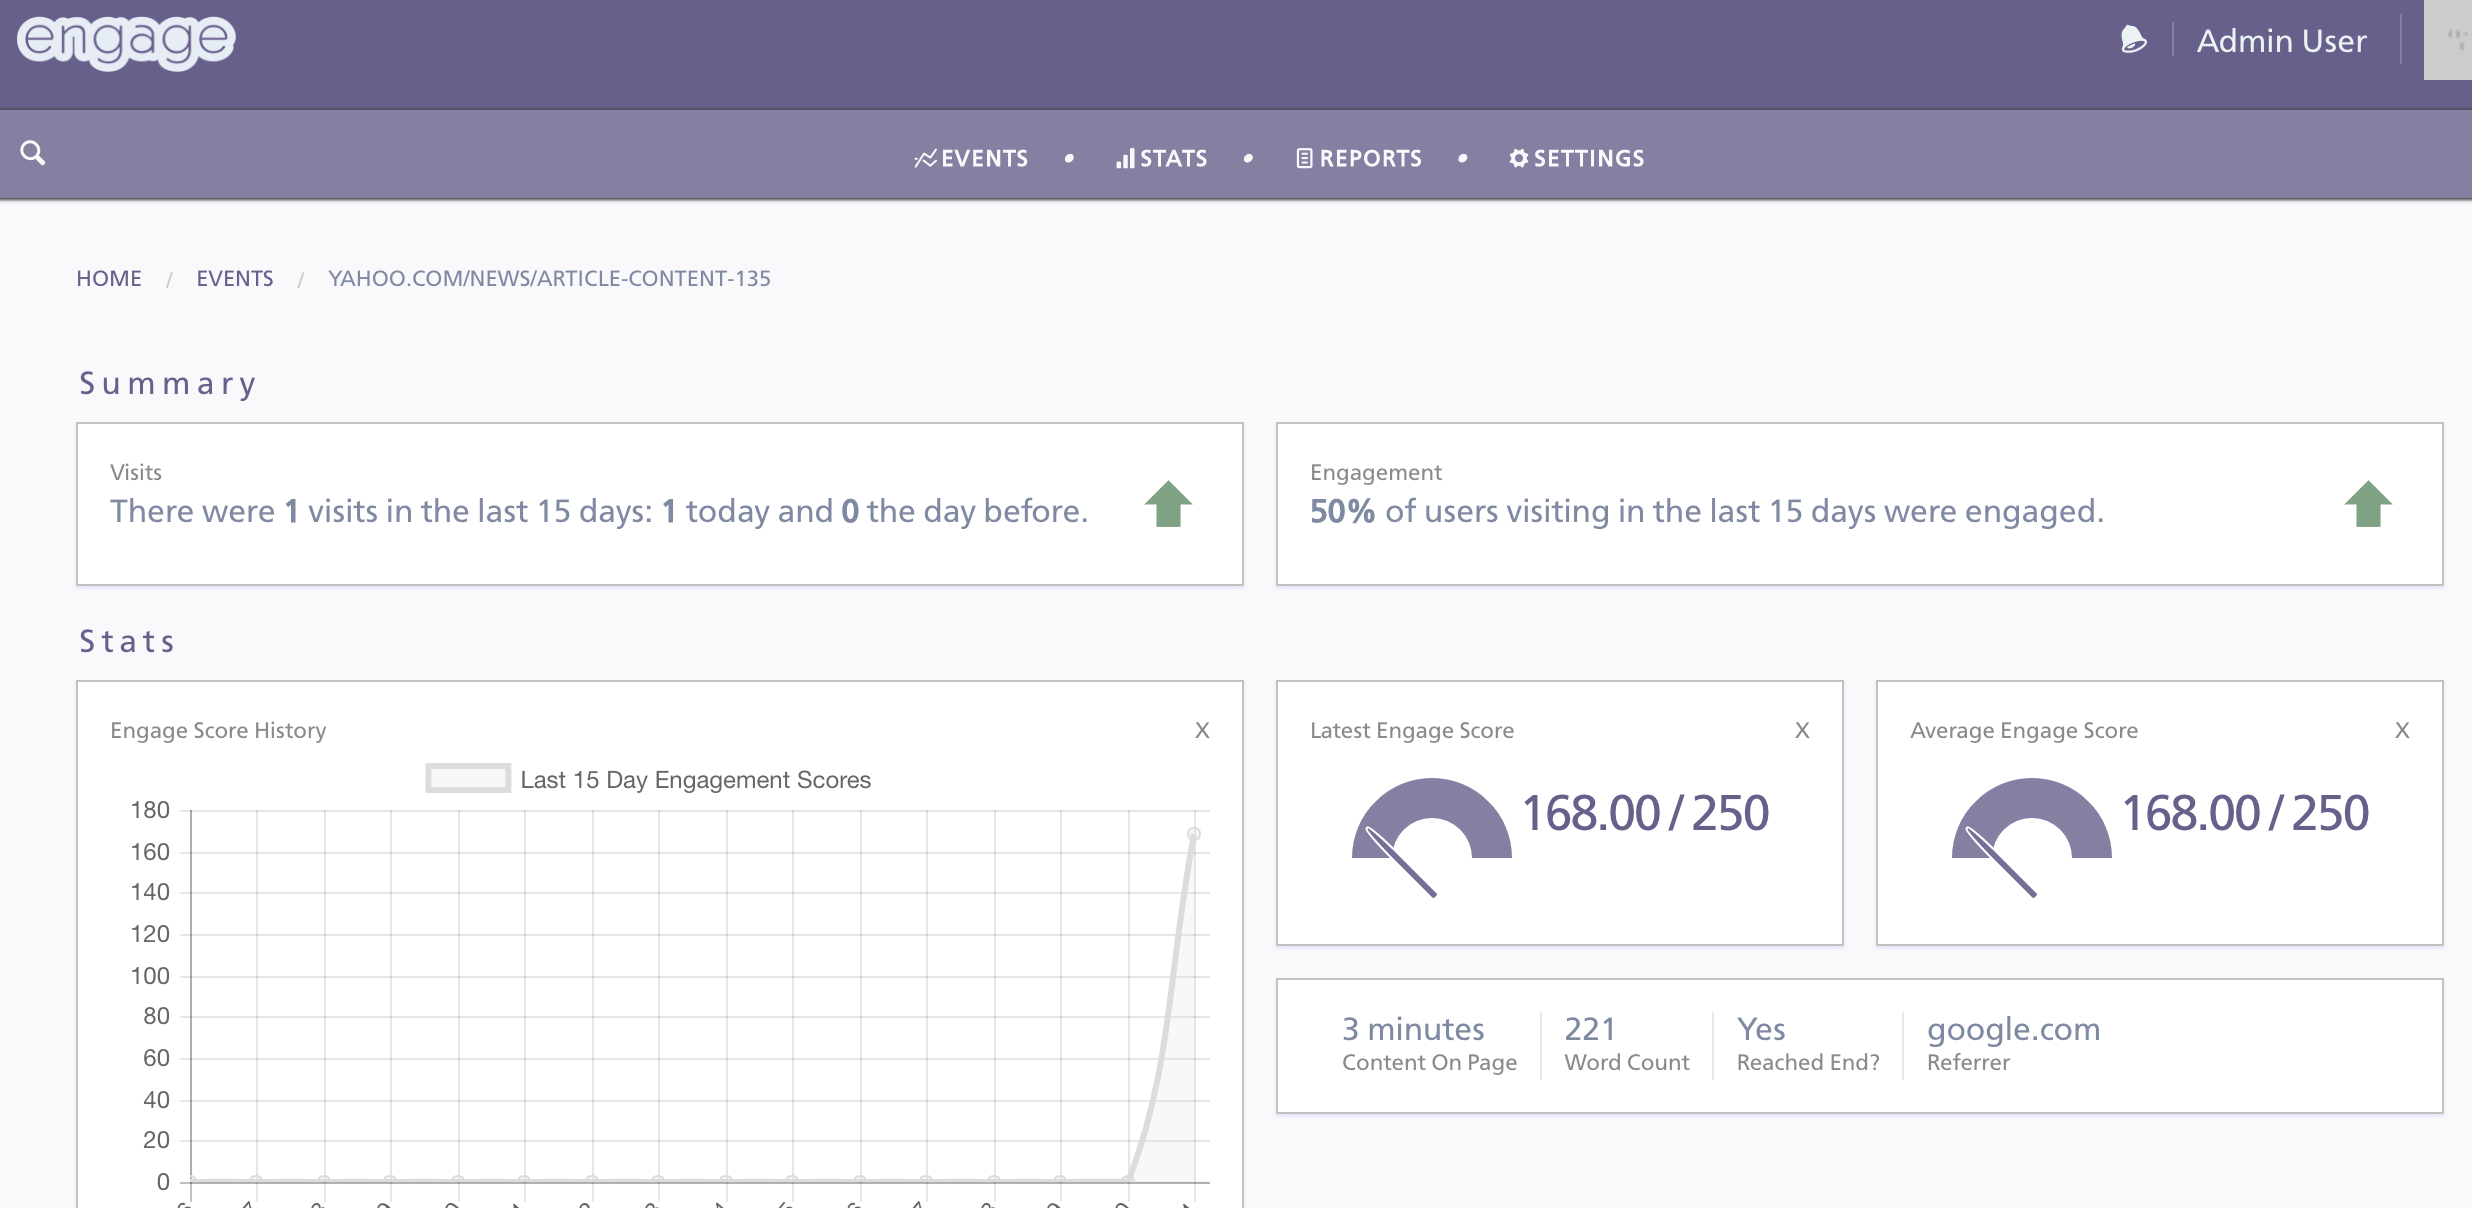 engage
Admin User
EVENTS • STATS • REPORTS • SETTINGS
HOME / EVENTS / YAHOO.COM/NEWS/ARTICLE-CONTENT-135
Summary
Visits
There were 1 visits in the last 15 days: 1 today and 0 the day before.
Engagement
50% of users visiting in the last 15 days were engaged.
Stats
Engage Score History X
Last 15 Day Engagement Scores
180
160
140
120
100
80
60
40
20
0
Latest Engage Score X
168.00 / 250
Average Engage Score X
168.00 / 250
3 minutes
Content On Page
221
Word Count
Yes
Reached End?
google.com
Referrer